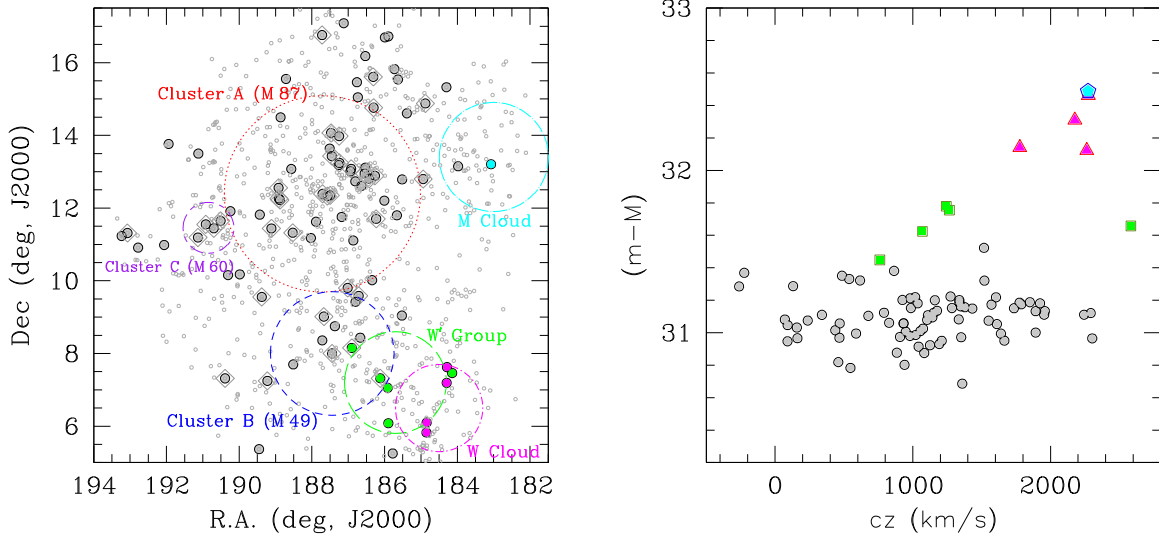 Cluster A (M 87)
M Cloud
Cluster C (M 60)
W' Group
Cluster B (M 49)
W Cloud
16
14
12
10
8
6
194 192 190 188 186 184 182
Dec (deg, J2000)
R.A. (deg, J2000)
33
32
31
0 1000 2000
(m-M)
cz (km/s)